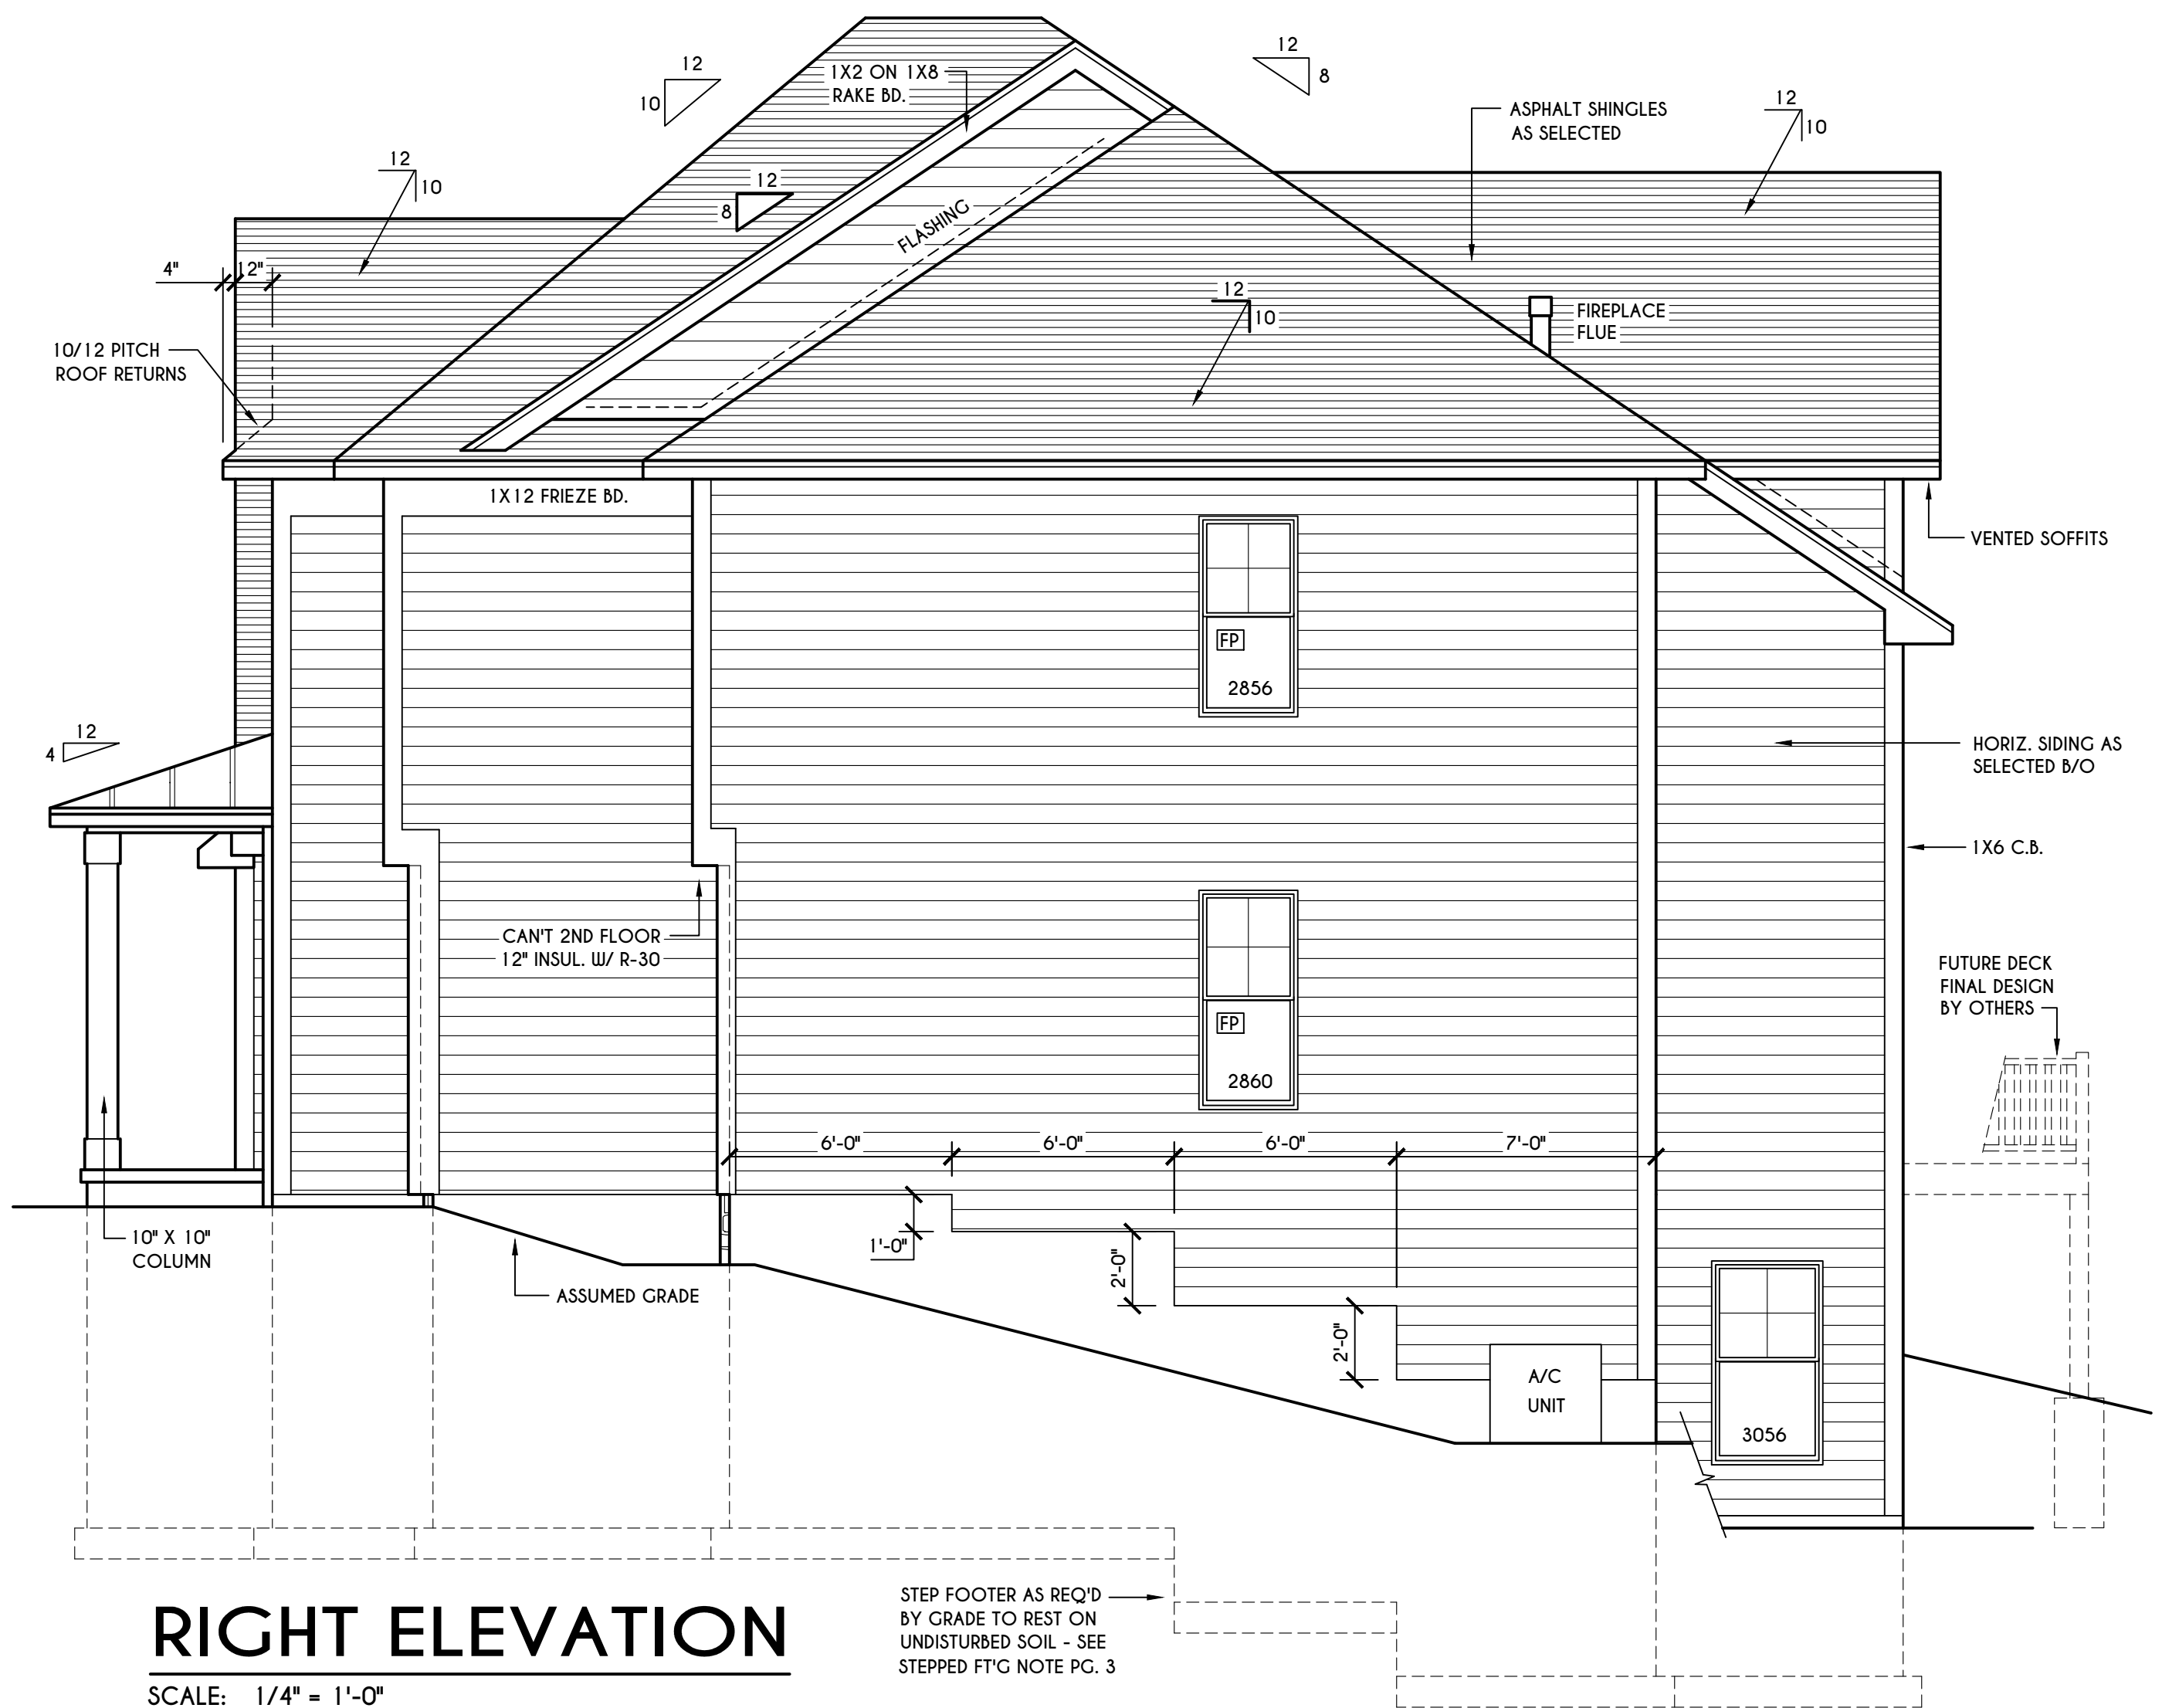 12
8
12
10
1X2 ON 1X8
RAKE BD.
ASPHALT SHINGLES
AS SELECTED
12
10
12
10
12
8
FLASHING
4"
12"
12
10
FIREPLACE
FLUE
10/12 PITCH
ROOF RETURNS
1X12 FRIEZE BD.
VENTED SOFFITS
FP
2856
12
4
HORIZ. SIDING AS
SELECTED B/O
1X6 C.B.
CAN'T 2ND FLOOR
12" INSUL. W/ R-30
FUTURE DECK
FINAL DESIGN
BY OTHERS
FP
2860
6'-0"
6'-0"
6'-0"
7'-0"
10" X 10"
COLUMN
1'-0"
2'-0"
2'-0"
ASSUMED GRADE
A/C
UNIT
3056
STEP FOOTER AS REQ'D
BY GRADE TO REST ON
UNDISTURBED SOIL - SEE
STEPPED FT'G NOTE PG. 3
RIGHT ELEVATION
SCALE: 1/4" = 1'-0"